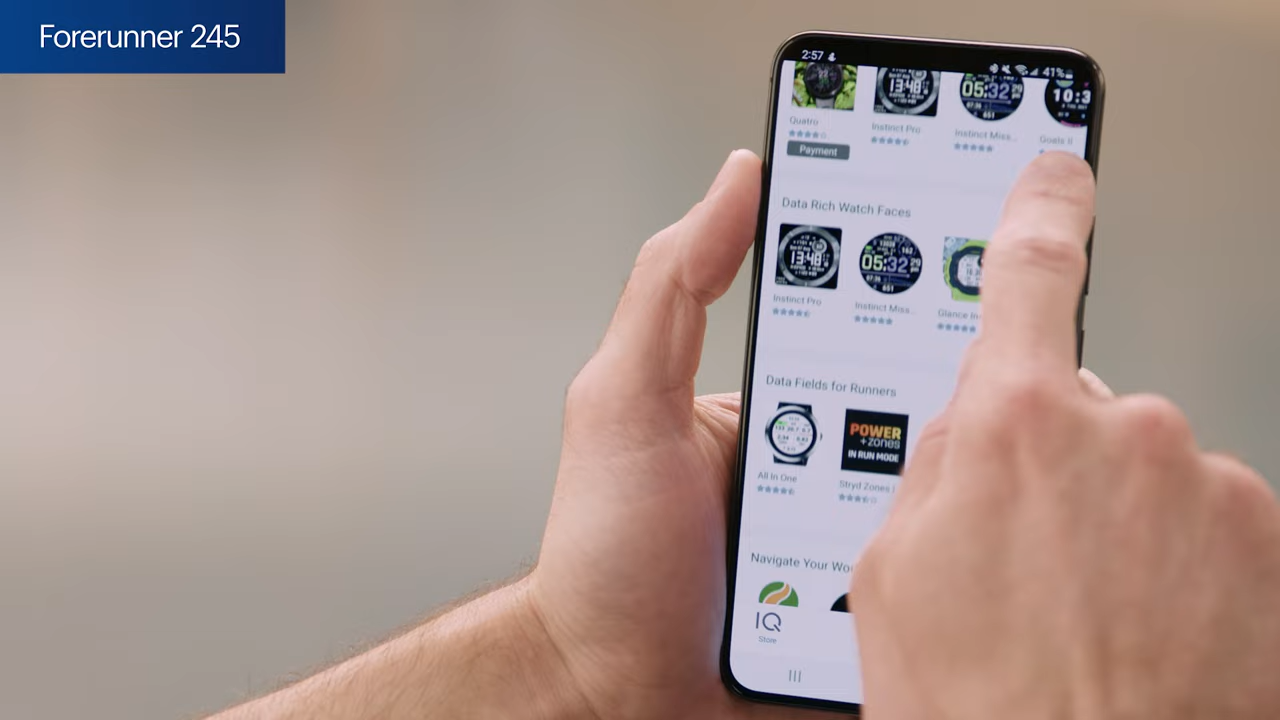 Forerunner 245
2:57
41%
13:48
05:32
10:3
Quatro
Instinct Pro
Instinct Miss...
Goals II
Payment
Data Rich Watch Faces
13:48
05:32
Instinct Pro
Instinct Miss...
Glance In
Data Fields for Runners
POWER
+zones
IN RUN MODE
All In One
Stryd Zones
Navigate Your Wo
IQ
Store